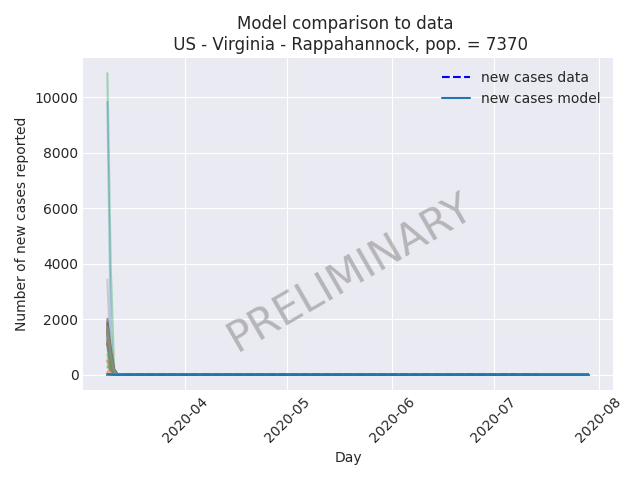 Model comparison to data
US - Virginia - Rappahannock, pop. = 7370
new cases data
new cases model
Number of new cases reported
10000
8000
6000
4000
2000
0
PRELIMINARY
2020-04
2020-05
2020-06
2020-07
2020-08
Day